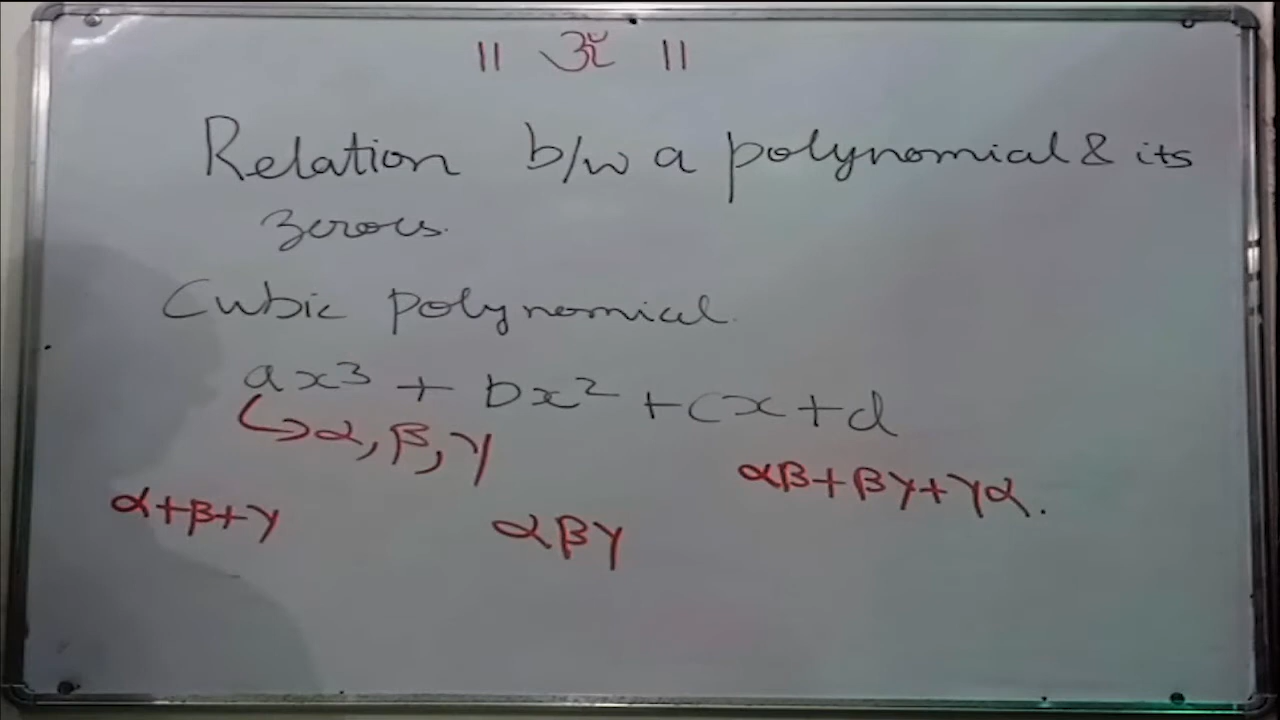 ॥ ॐ ॥
Relation b/w a polynomial & its
zeroes.
Cubic polynomial.
ax³ + bx² + cx + d
↳ α, β, γ
α+β+γ αβγ αβ+βγ+γα.